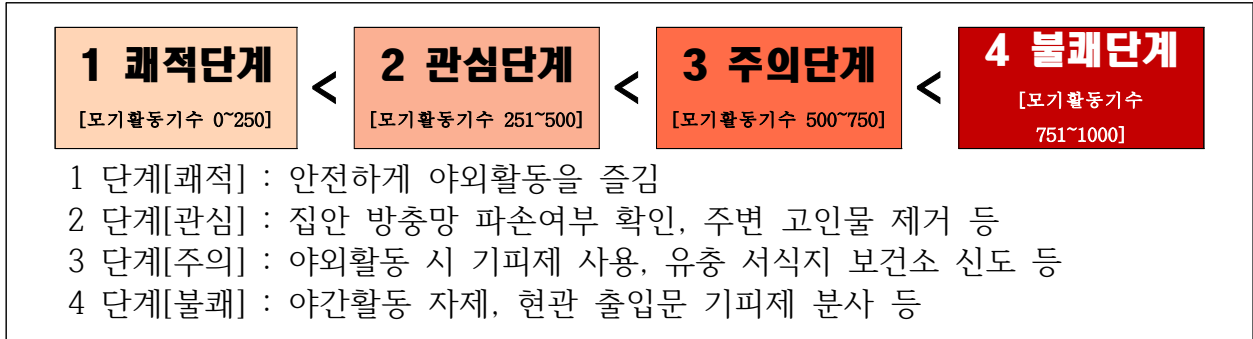 1 쾌적단계 < 2 관심단계 < 3 주의단계 < 4 불쾌단계
[모기활동기수 0~250] [모기활동기수 251~500] [모기활동기수 500~750] [모기활동기수
751~1000]
1 단계[쾌적] : 안전하게 야외활동을 즐김
2 단계[관심] : 집안 방충망 파손여부 확인, 주변 고인물 제거 등
3 단계[주의] : 야외활동 시 기피제 사용, 유충 서식지 보건소 신도 등
4 단계[불쾌] : 야간활동 자제, 현관 출입문 기피제 분사 등